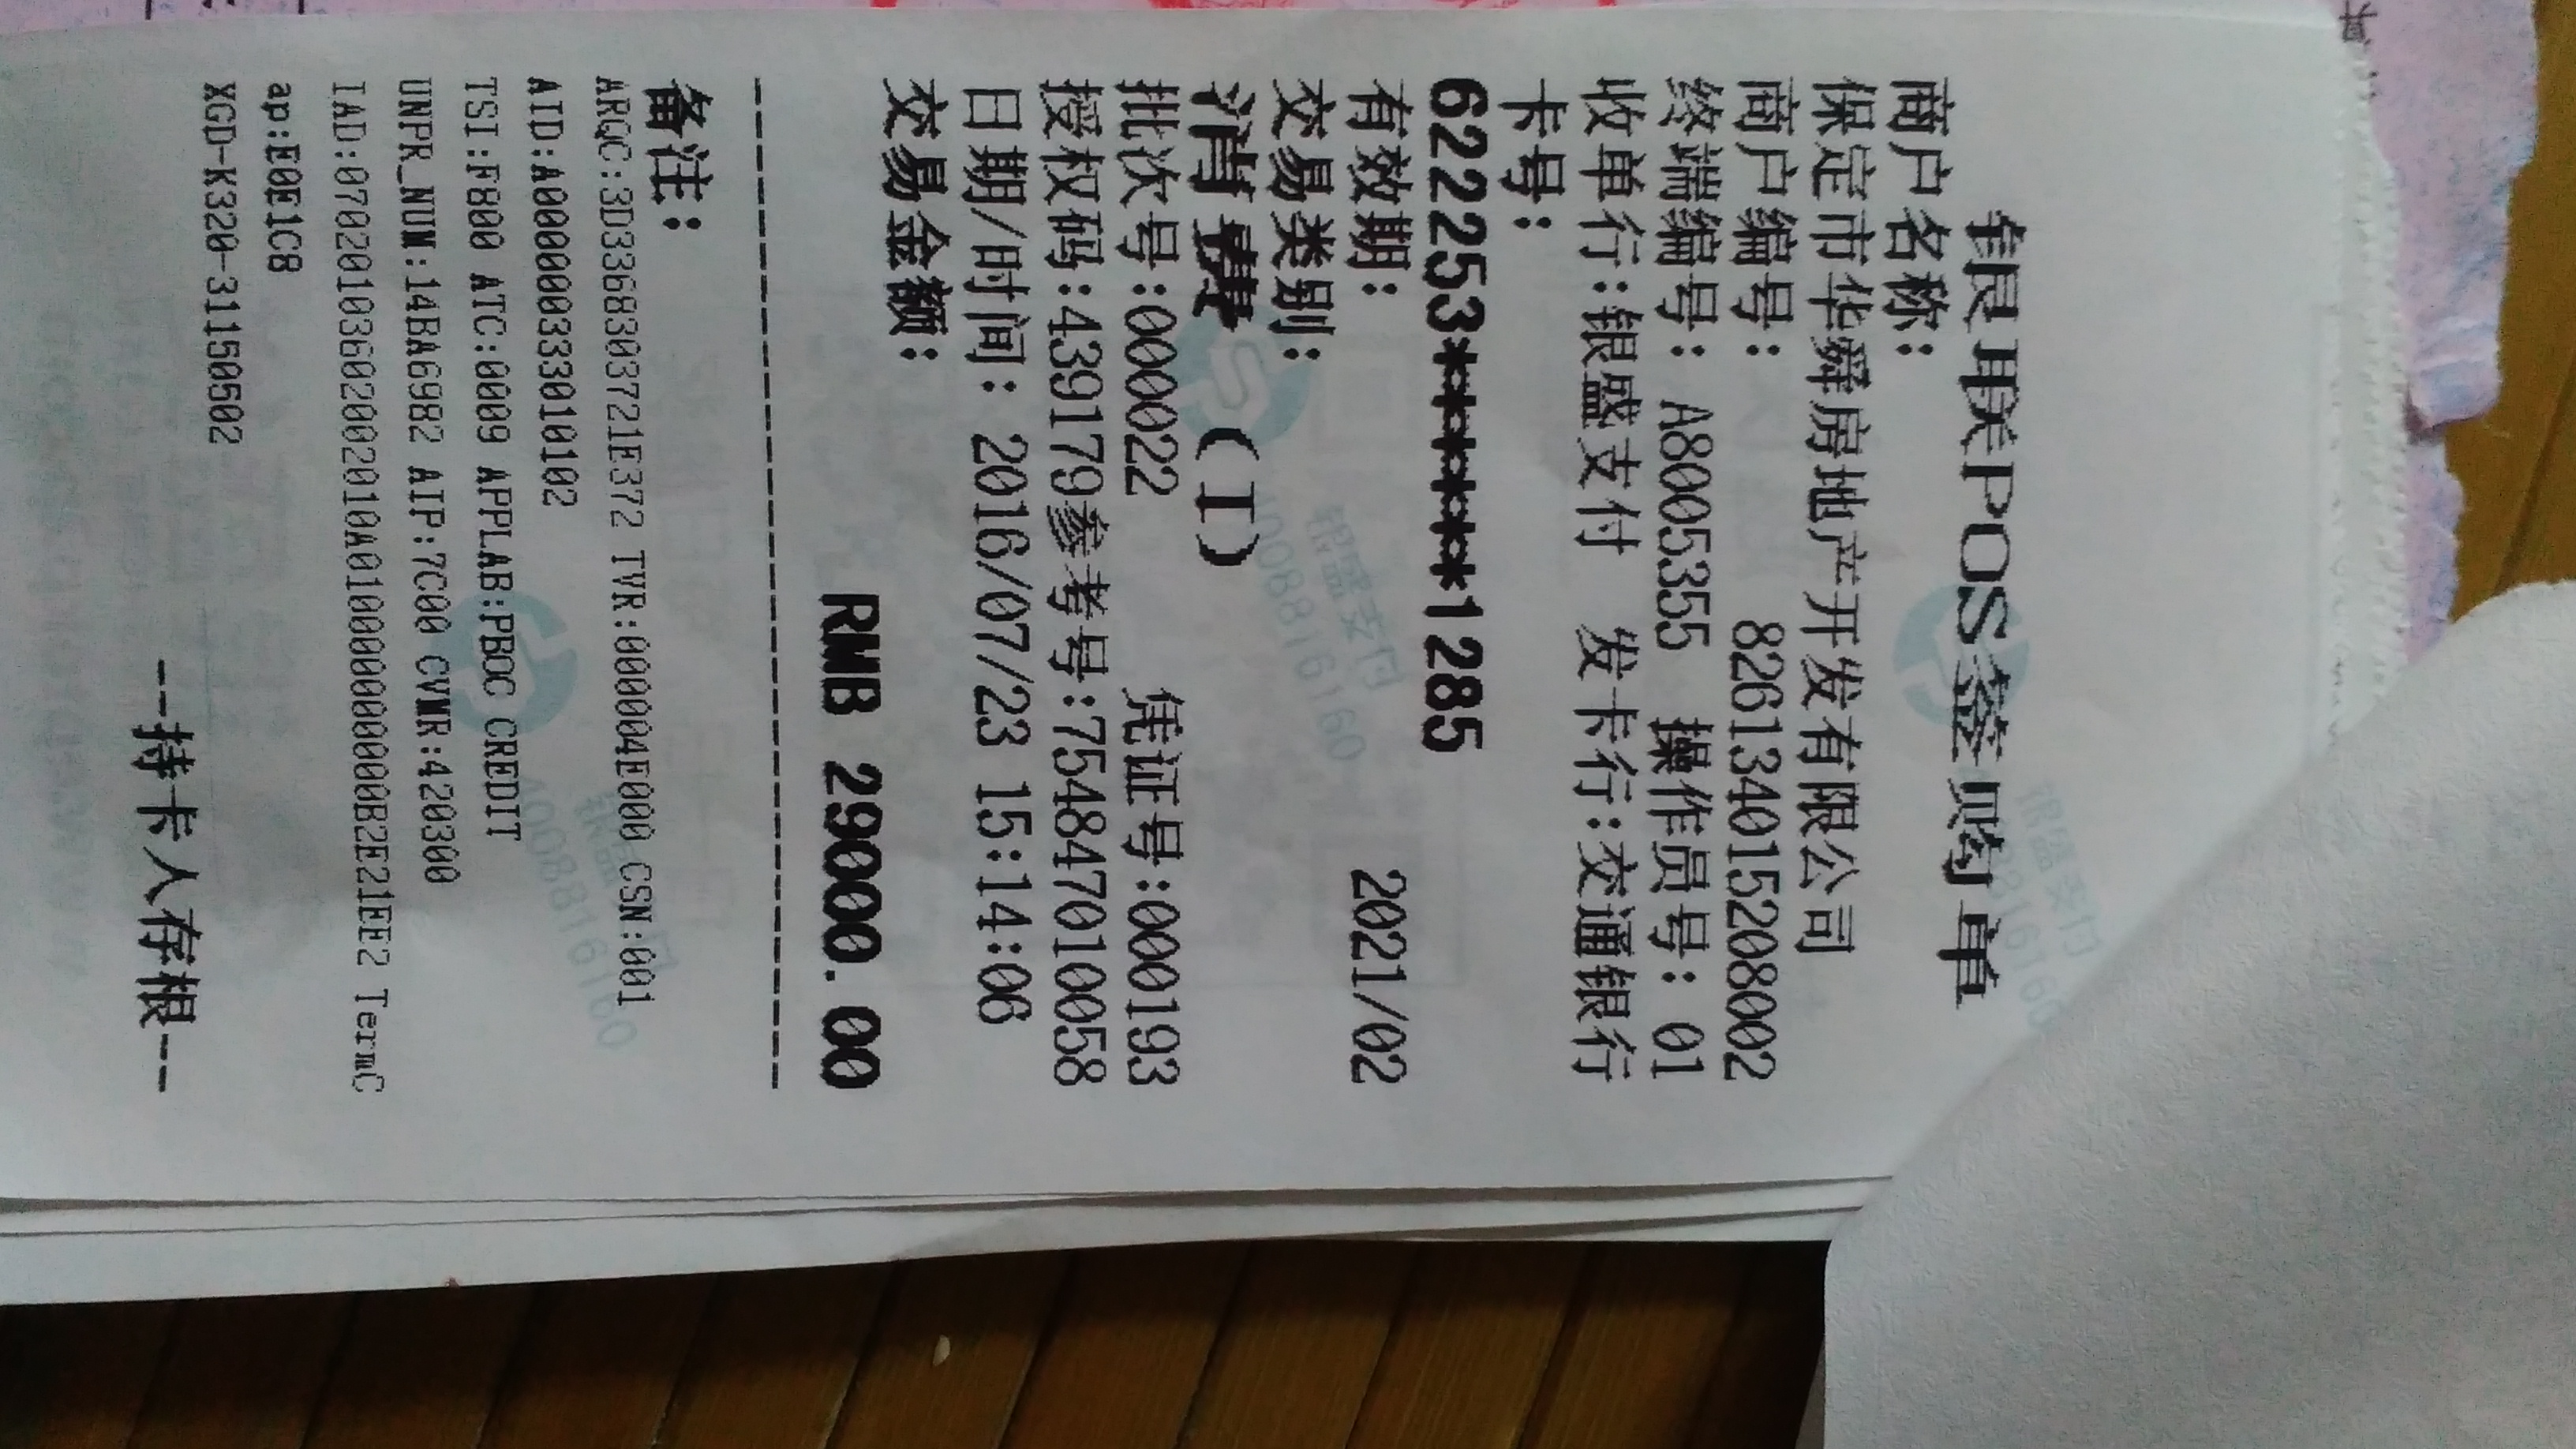 银联POS签购单
商户名称：
保定市华舜房地产开发有限公司
商户编号： 826134015208002
终端编号： A8005355 操作员号： 01
收单行：银盛支付 发卡行：交通银行
卡号：
622253******1285
有效期： 2021/02
交易类别：
消费 (I)
批次号：000022 凭证号：000193
授权码：439179参考号：754847010058
日期/时间： 2016/07/23 15:14:06
交易金额：
RMB 29000.00
备注：
ARQC:3D3368303721E372 TVR:000004E000 CSN:001
AID:A000000333010102
TSI:F800 ATC:0009 APPLAB:PBOC CREDIT
UNPR_NUM:14BA6982 AIP:7C00 CVMR:420300
TermC
ap:E0E1C8
XGD-K320-31150502
--持卡人存根---
银盛支付
4008816160